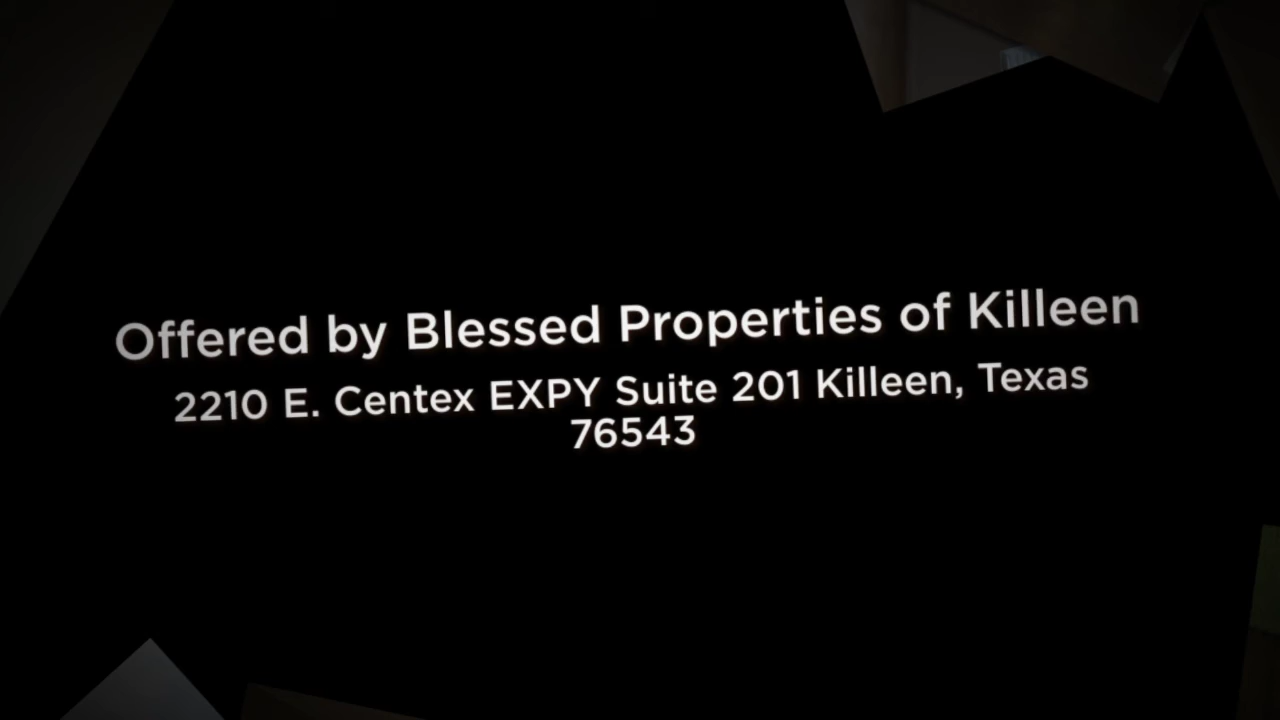 Offered by Blessed Properties of Killeen
2210 E. Centex EXPY Suite 201 Killeen, Texas
76543